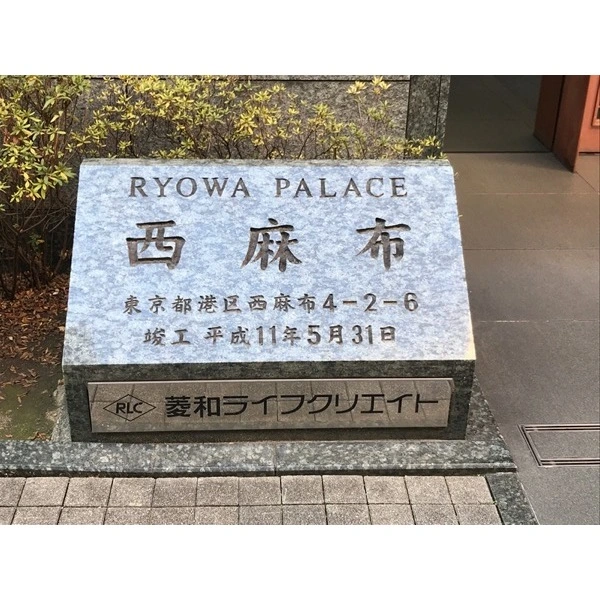 RYOWA PALACE
西麻布
東京都港区西麻布4-2-6
竣工 平成11年5月31日
RLC 菱和ライフクリエイト